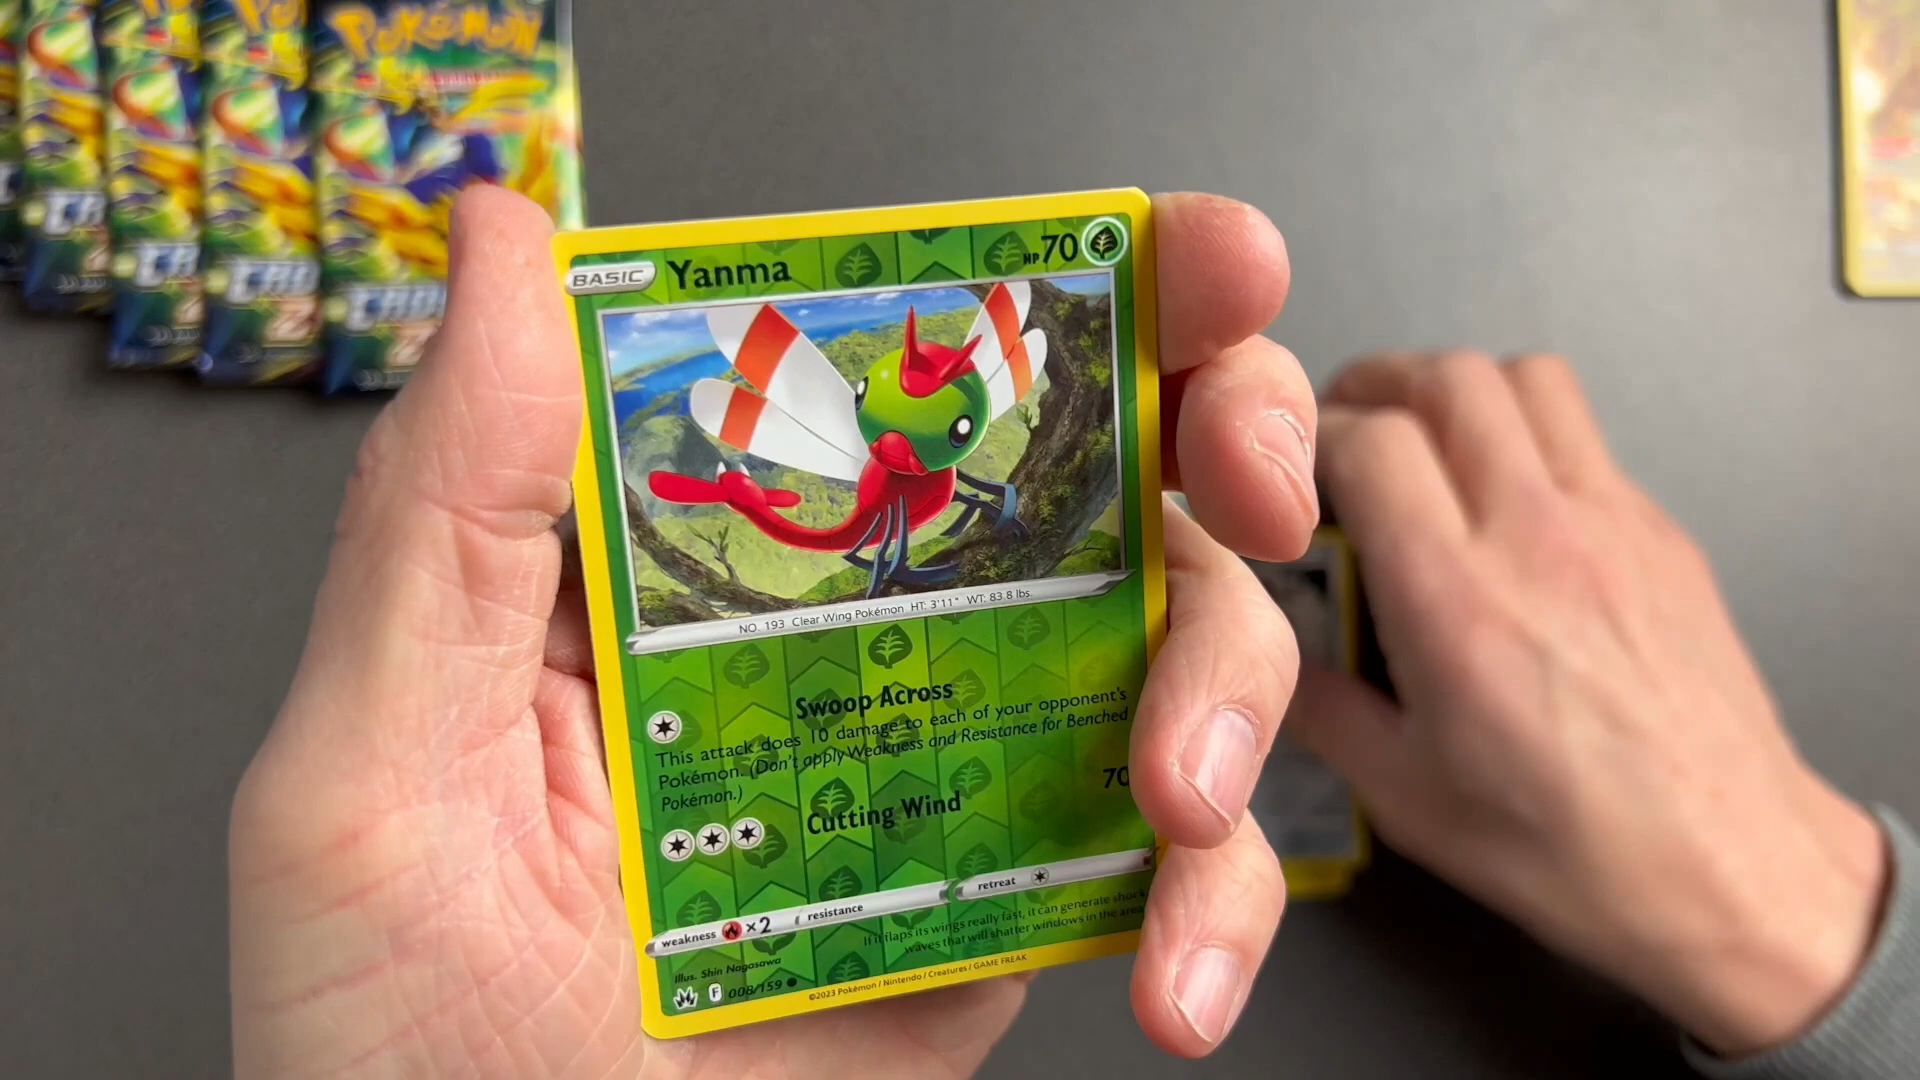 POKÉMON
BASIC Yanma HP 70
NO. 193 Clear Wing Pokémon HT: 3'11" WT: 83.8 lbs.
Swoop Across
This attack does 10 damage to each of your opponent's
Pokémon. (Don't apply Weakness and Resistance for Benched
Pokémon.)
Cutting Wind 70
weakness ×2 resistance retreat
If it flaps its wings really fast, it can generate shock
waves that will shatter windows in the area
Illus. Shin Nagasawa
F 008/159
©2023 Pokémon / Nintendo / Creatures / GAME FREAK